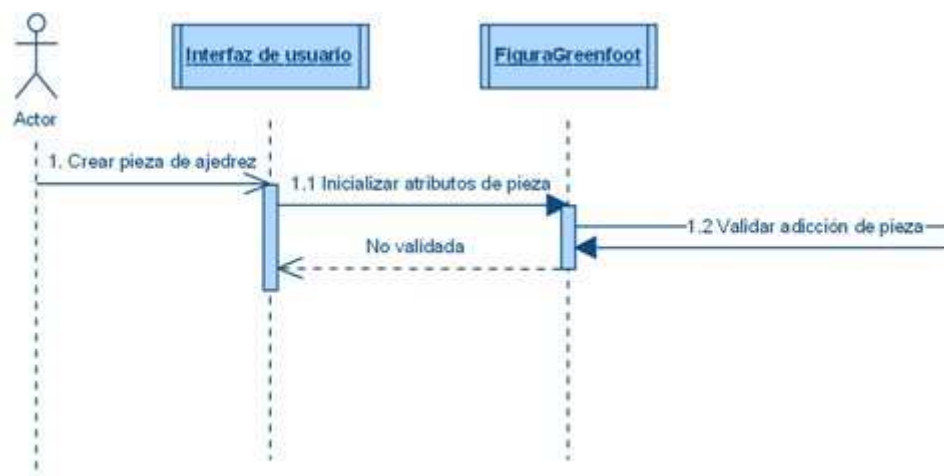 Interfaz de usuario
FiguraGreenfoot
Actor
1. Crear pieza de ajedrez
1.1 Inicializar atributos de pieza
1.2 Validar adicción de pieza
No validada